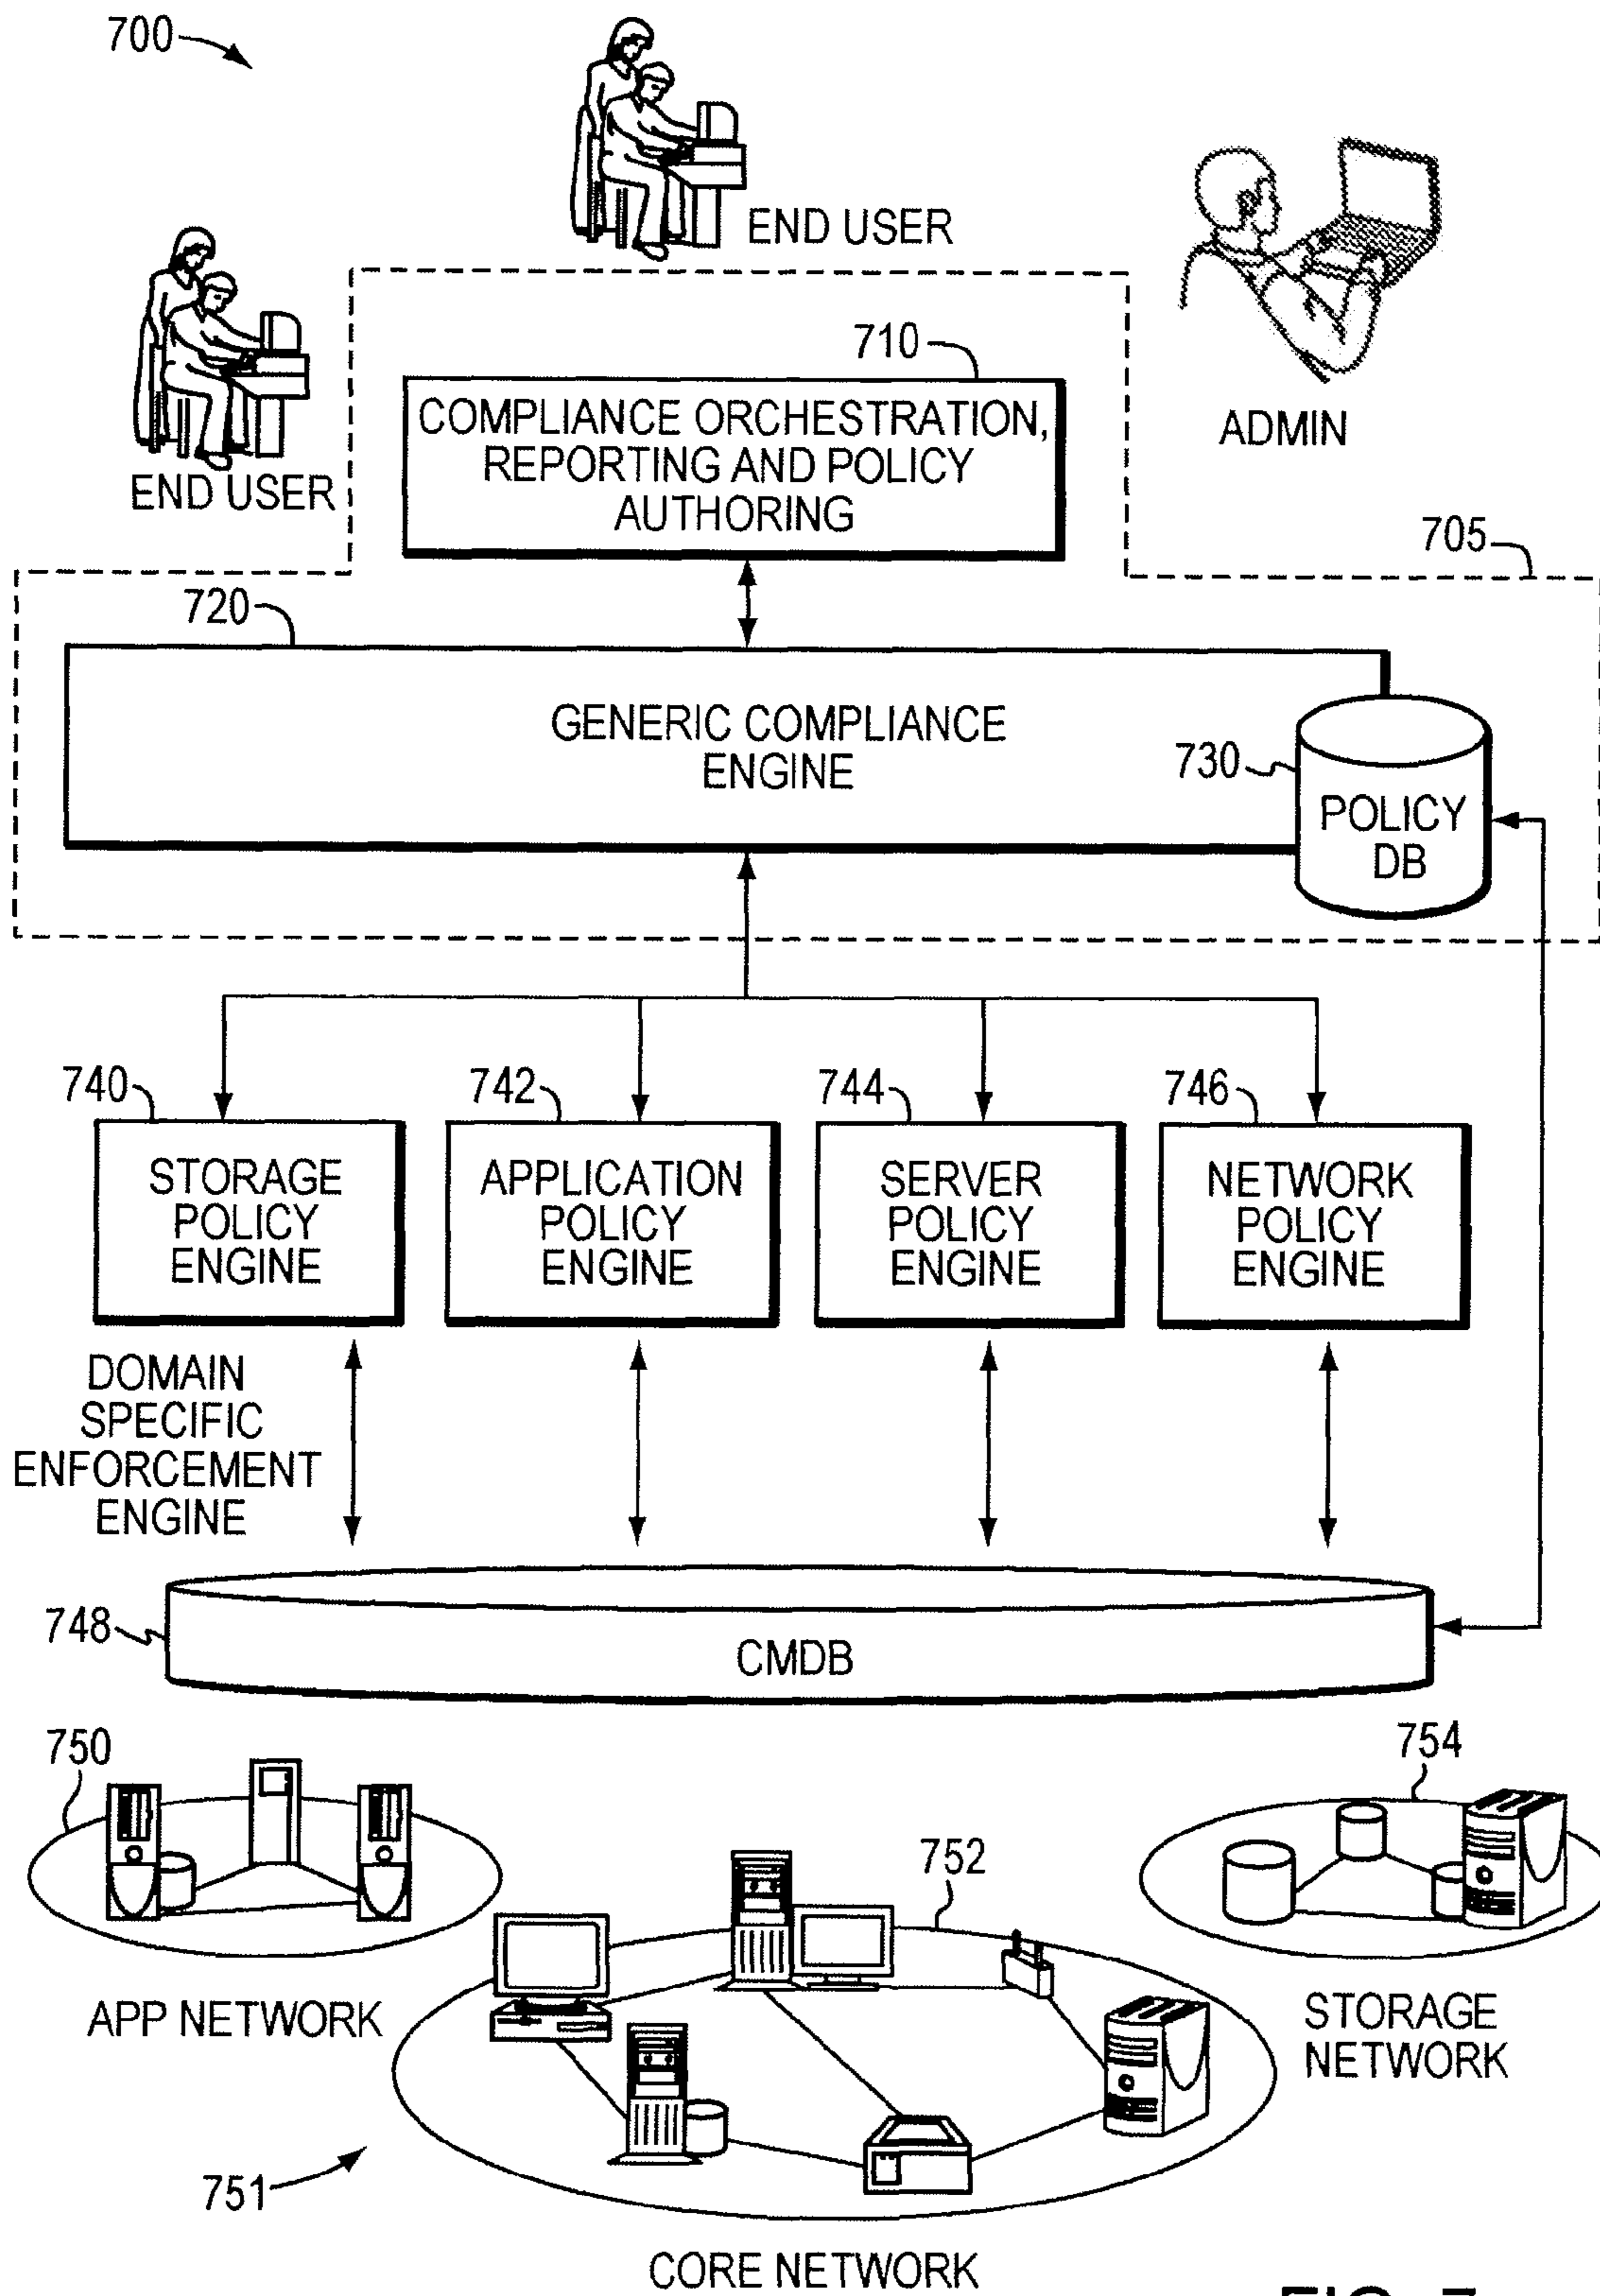 700
END USER
END USER
ADMIN
710
COMPLIANCE ORCHESTRATION,
REPORTING AND POLICY
AUTHORING
705
720
GENERIC COMPLIANCE
ENGINE
730
POLICY
DB
740
STORAGE
POLICY
ENGINE
742
APPLICATION
POLICY
ENGINE
744
SERVER
POLICY
ENGINE
746
NETWORK
POLICY
ENGINE
DOMAIN
SPECIFIC
ENFORCEMENT
ENGINE
748
CMDB
750
APP NETWORK
752
754
STORAGE
NETWORK
751
CORE NETWORK